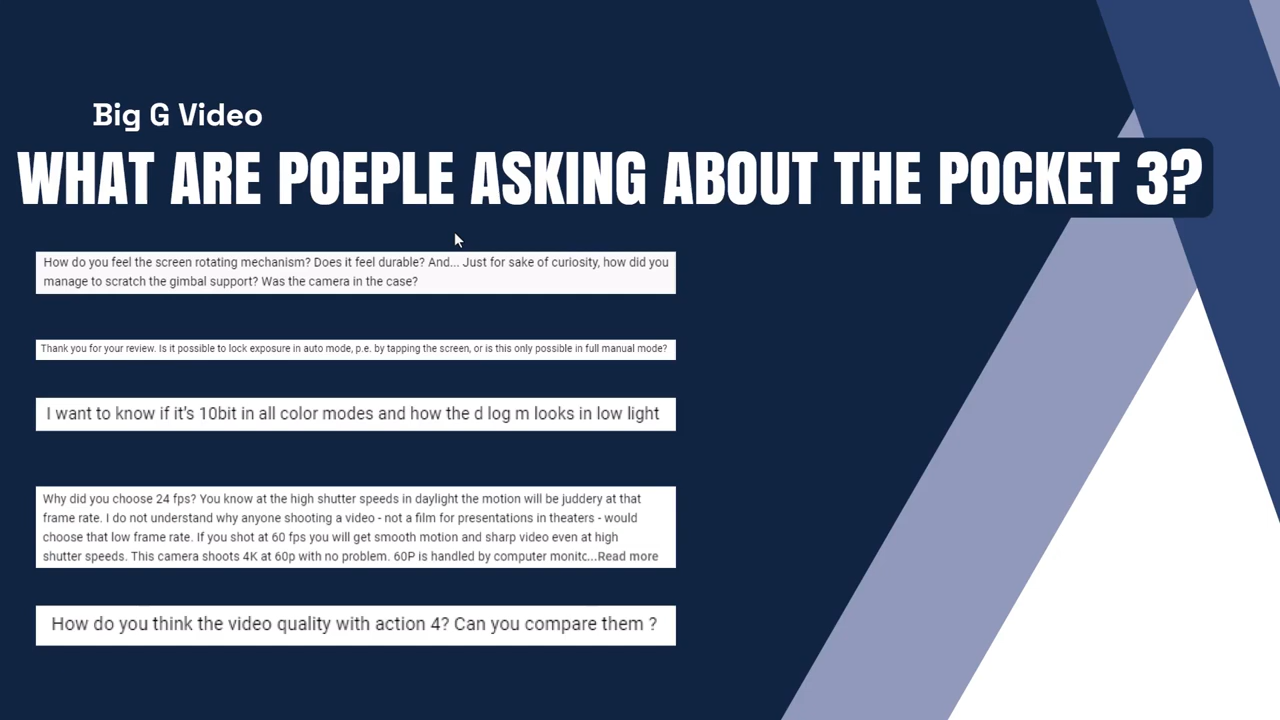 Big G Video
WHAT ARE POEPLE ASKING ABOUT THE POCKET 3?
How do you feel the screen rotating mechanism? Does it feel durable? And... Just for sake of curiosity, how did you
manage to scratch the gimbal support? Was the camera in the case?
Thank you for your review. Is it possible to lock exposure in auto mode, p.e. by tapping the screen, or is this only possible in full manual mode?
I want to know if it's 10bit in all color modes and how the d log m looks in low light
Why did you choose 24 fps? You know at the high shutter speeds in daylight the motion will be juddery at that
frame rate. I do not understand why anyone shooting a video - not a film for presentations in theaters - would
choose that low frame rate. If you shot at 60 fps you will get smooth motion and sharp video even at high
shutter speeds. This camera shoots 4K at 60p with no problem. 60P is handled by computer monitc...Read more
How do you think the video quality with action 4? Can you compare them ?